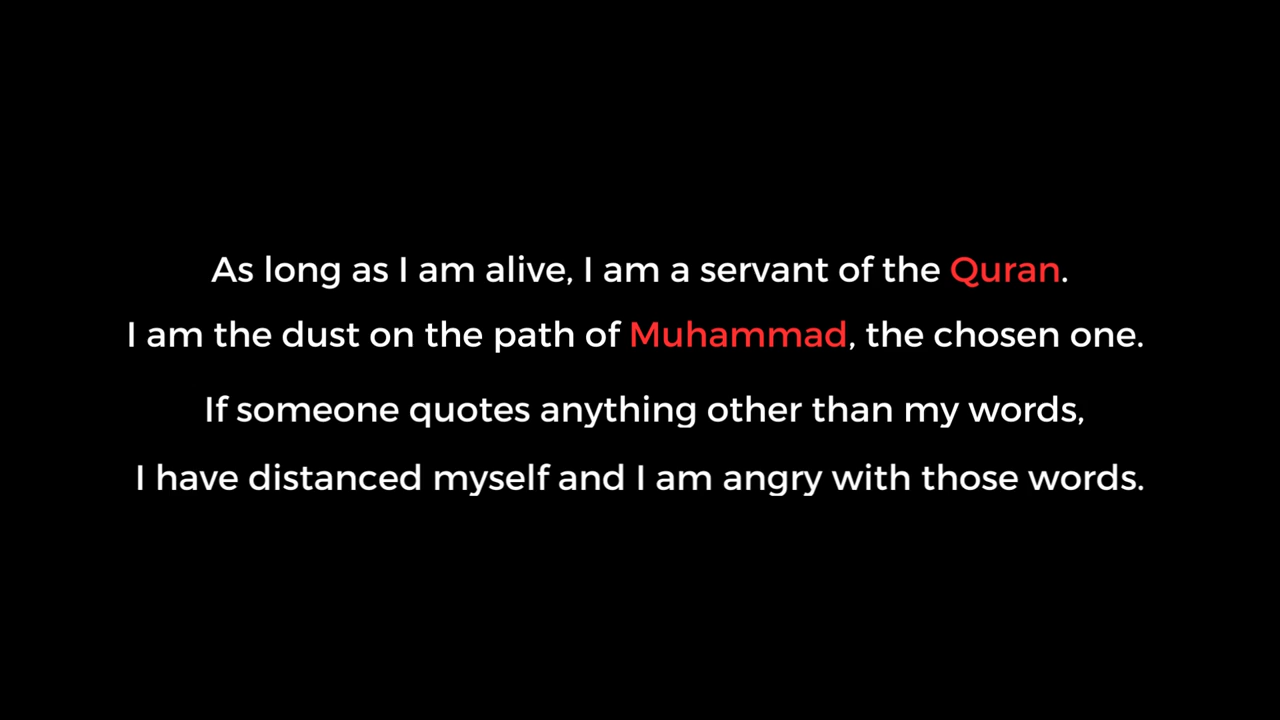 As long as I am alive, I am a servant of the Quran.
I am the dust on the path of Muhammad, the chosen one.
If someone quotes anything other than my words,
I have distanced myself and I am angry with those words.